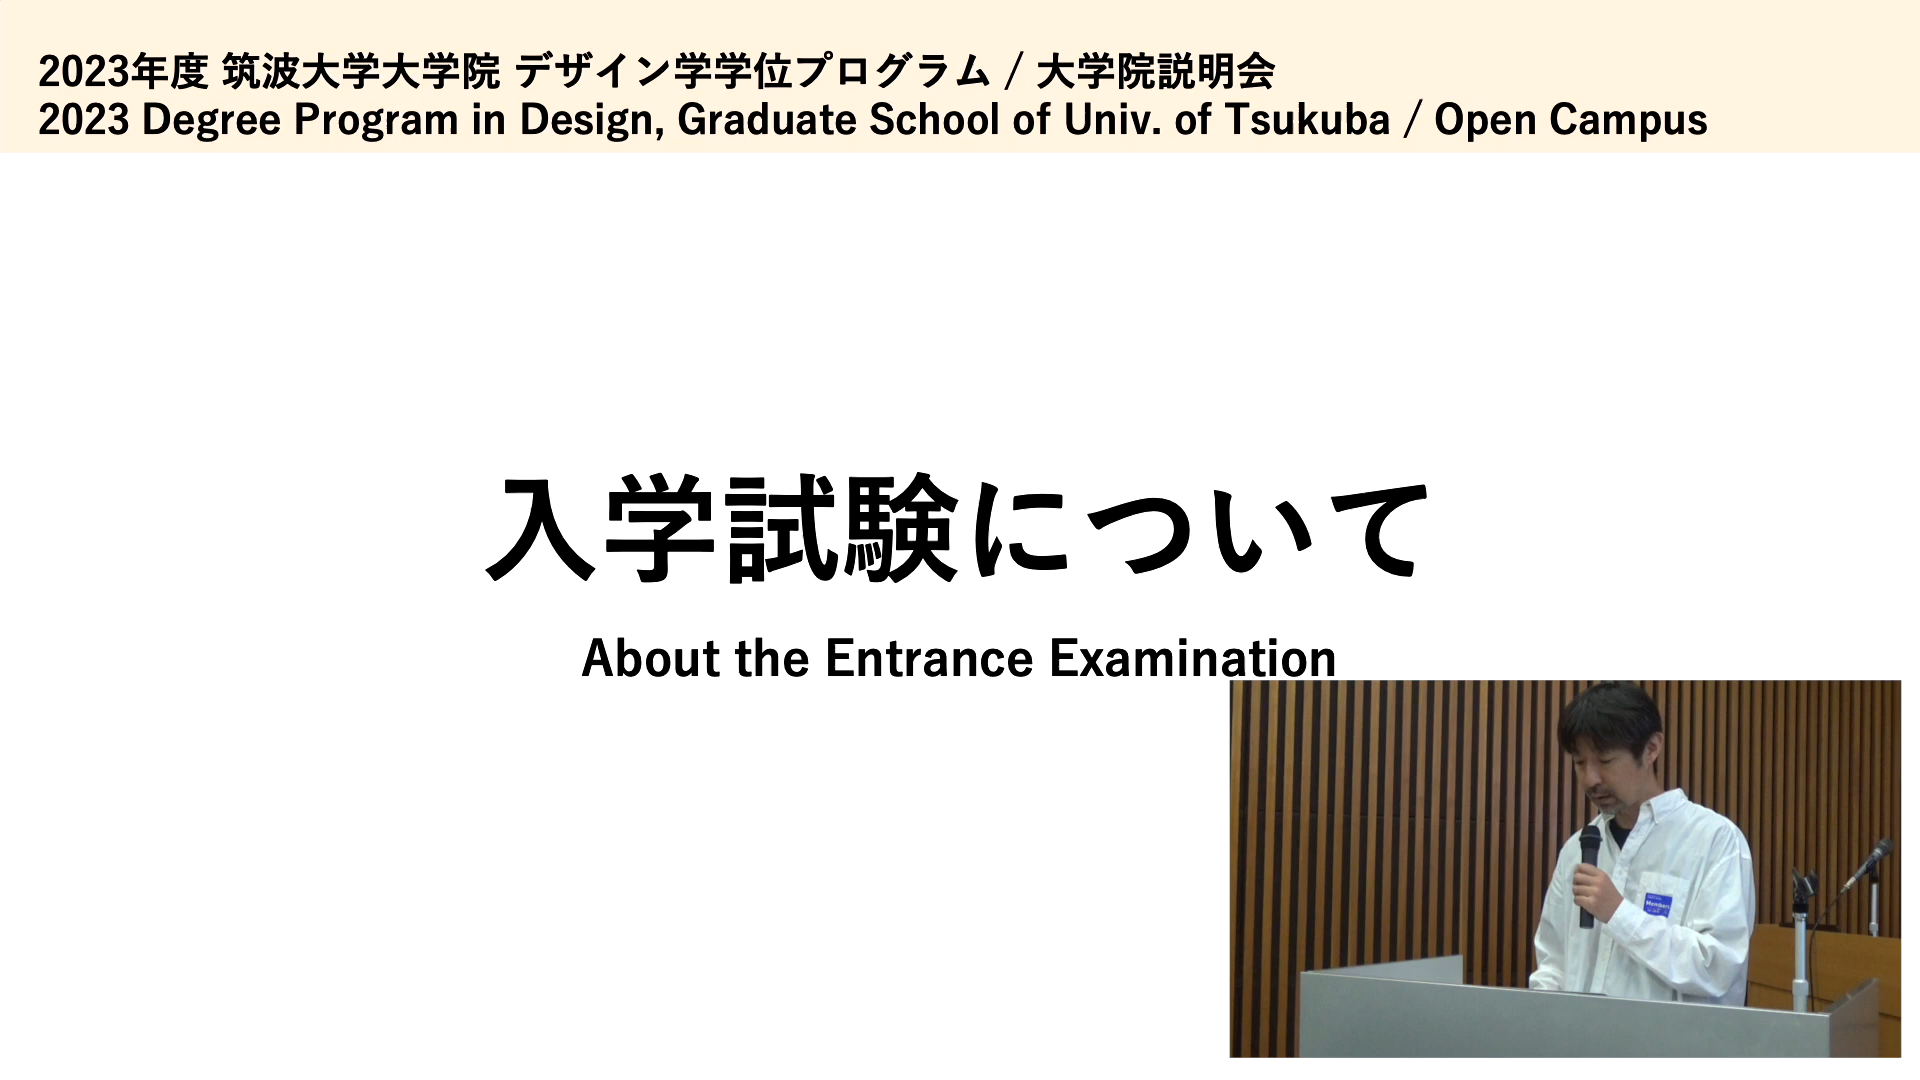 2023年度 筑波大学大学院 デザイン学学位プログラム / 大学院説明会
2023 Degree Program in Design, Graduate School of Univ. of Tsukuba / Open Campus
入学試験について
About the Entrance Examination